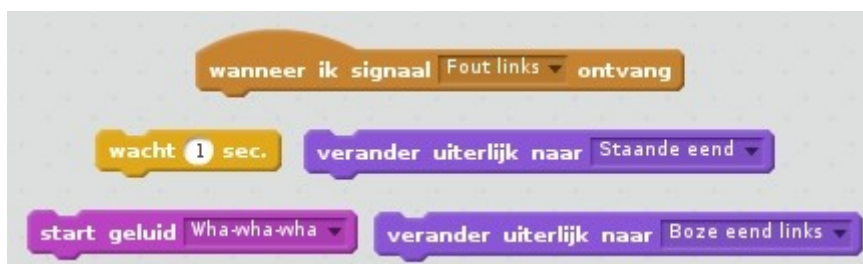 wanneer ik signaal Fout links ontvang
wacht 1 sec. verander uiterlijk naar Staande eend
start geluid Wha-wha-wha verander uiterlijk naar Boze eend links